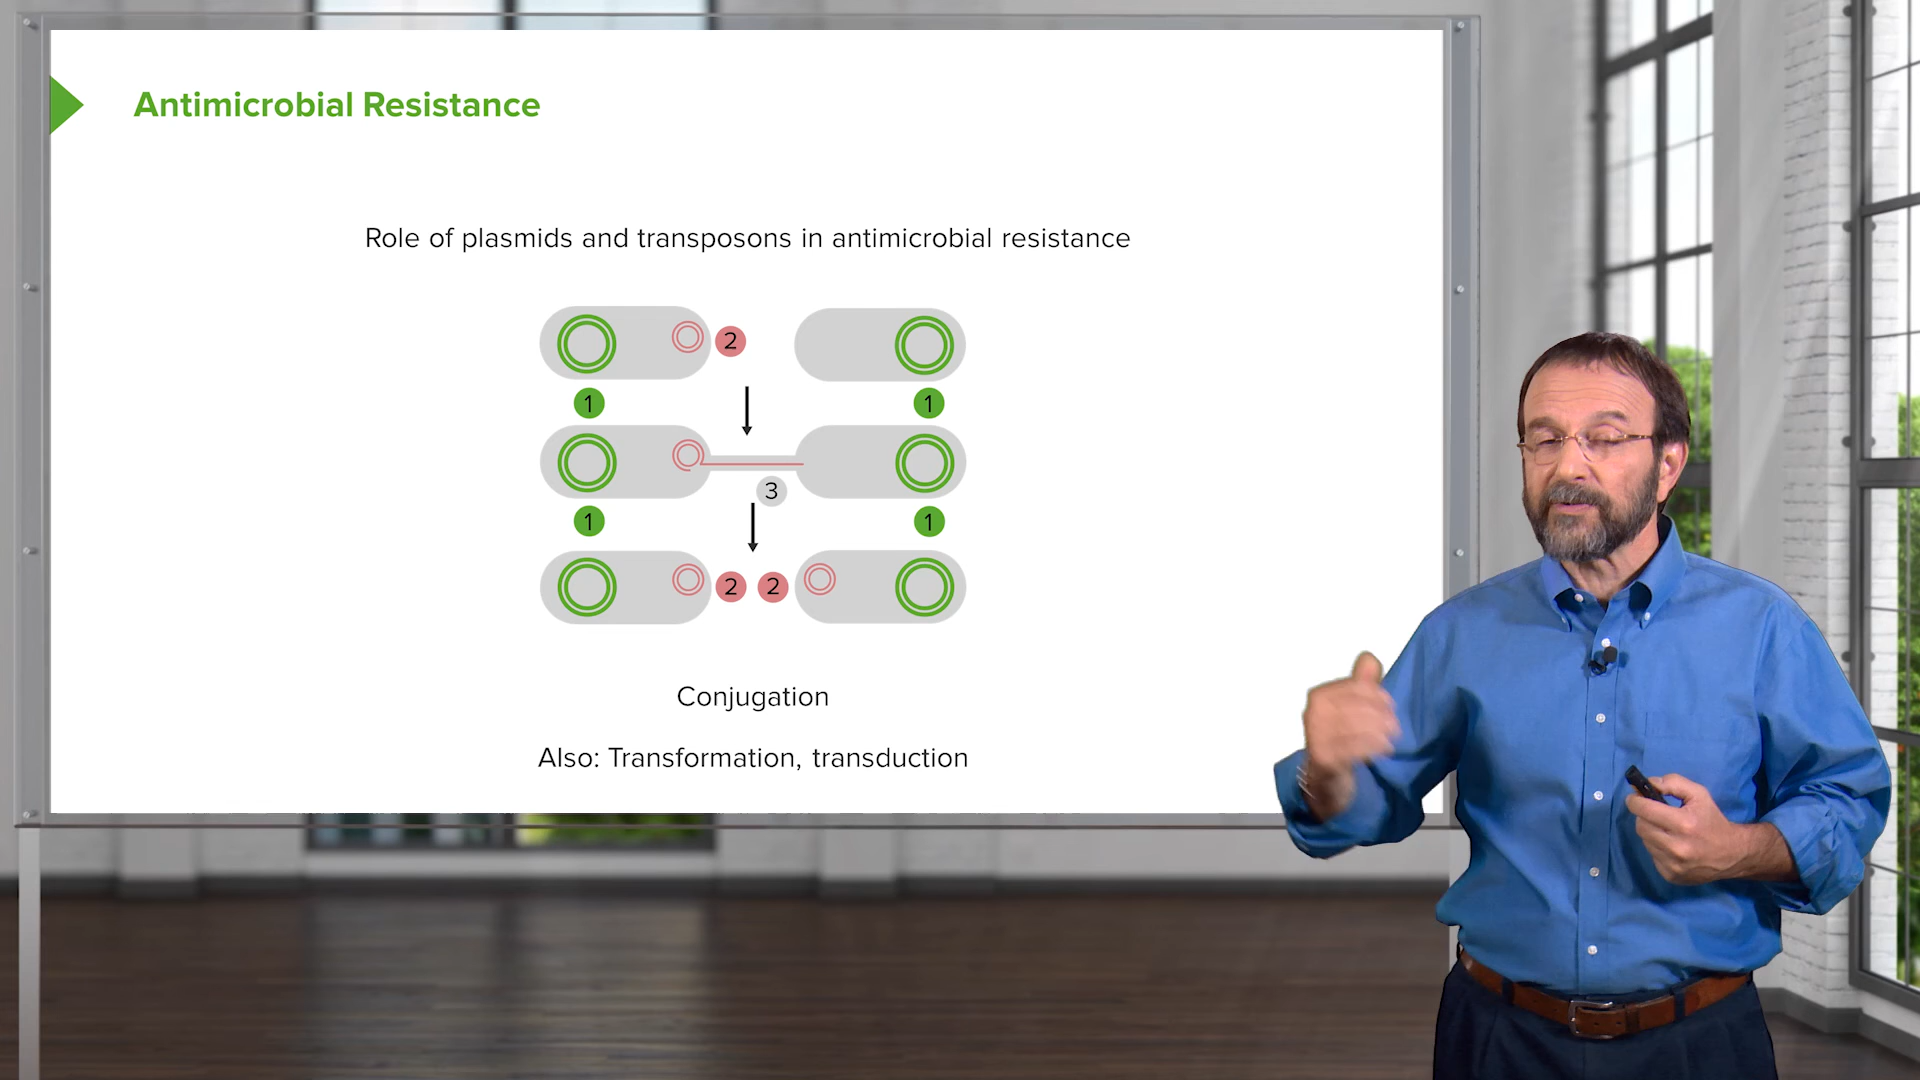 Antimicrobial Resistance
Role of plasmids and transposons in antimicrobial resistance
2
1 1
3
1 1
2 2
Conjugation
Also: Transformation, transduction